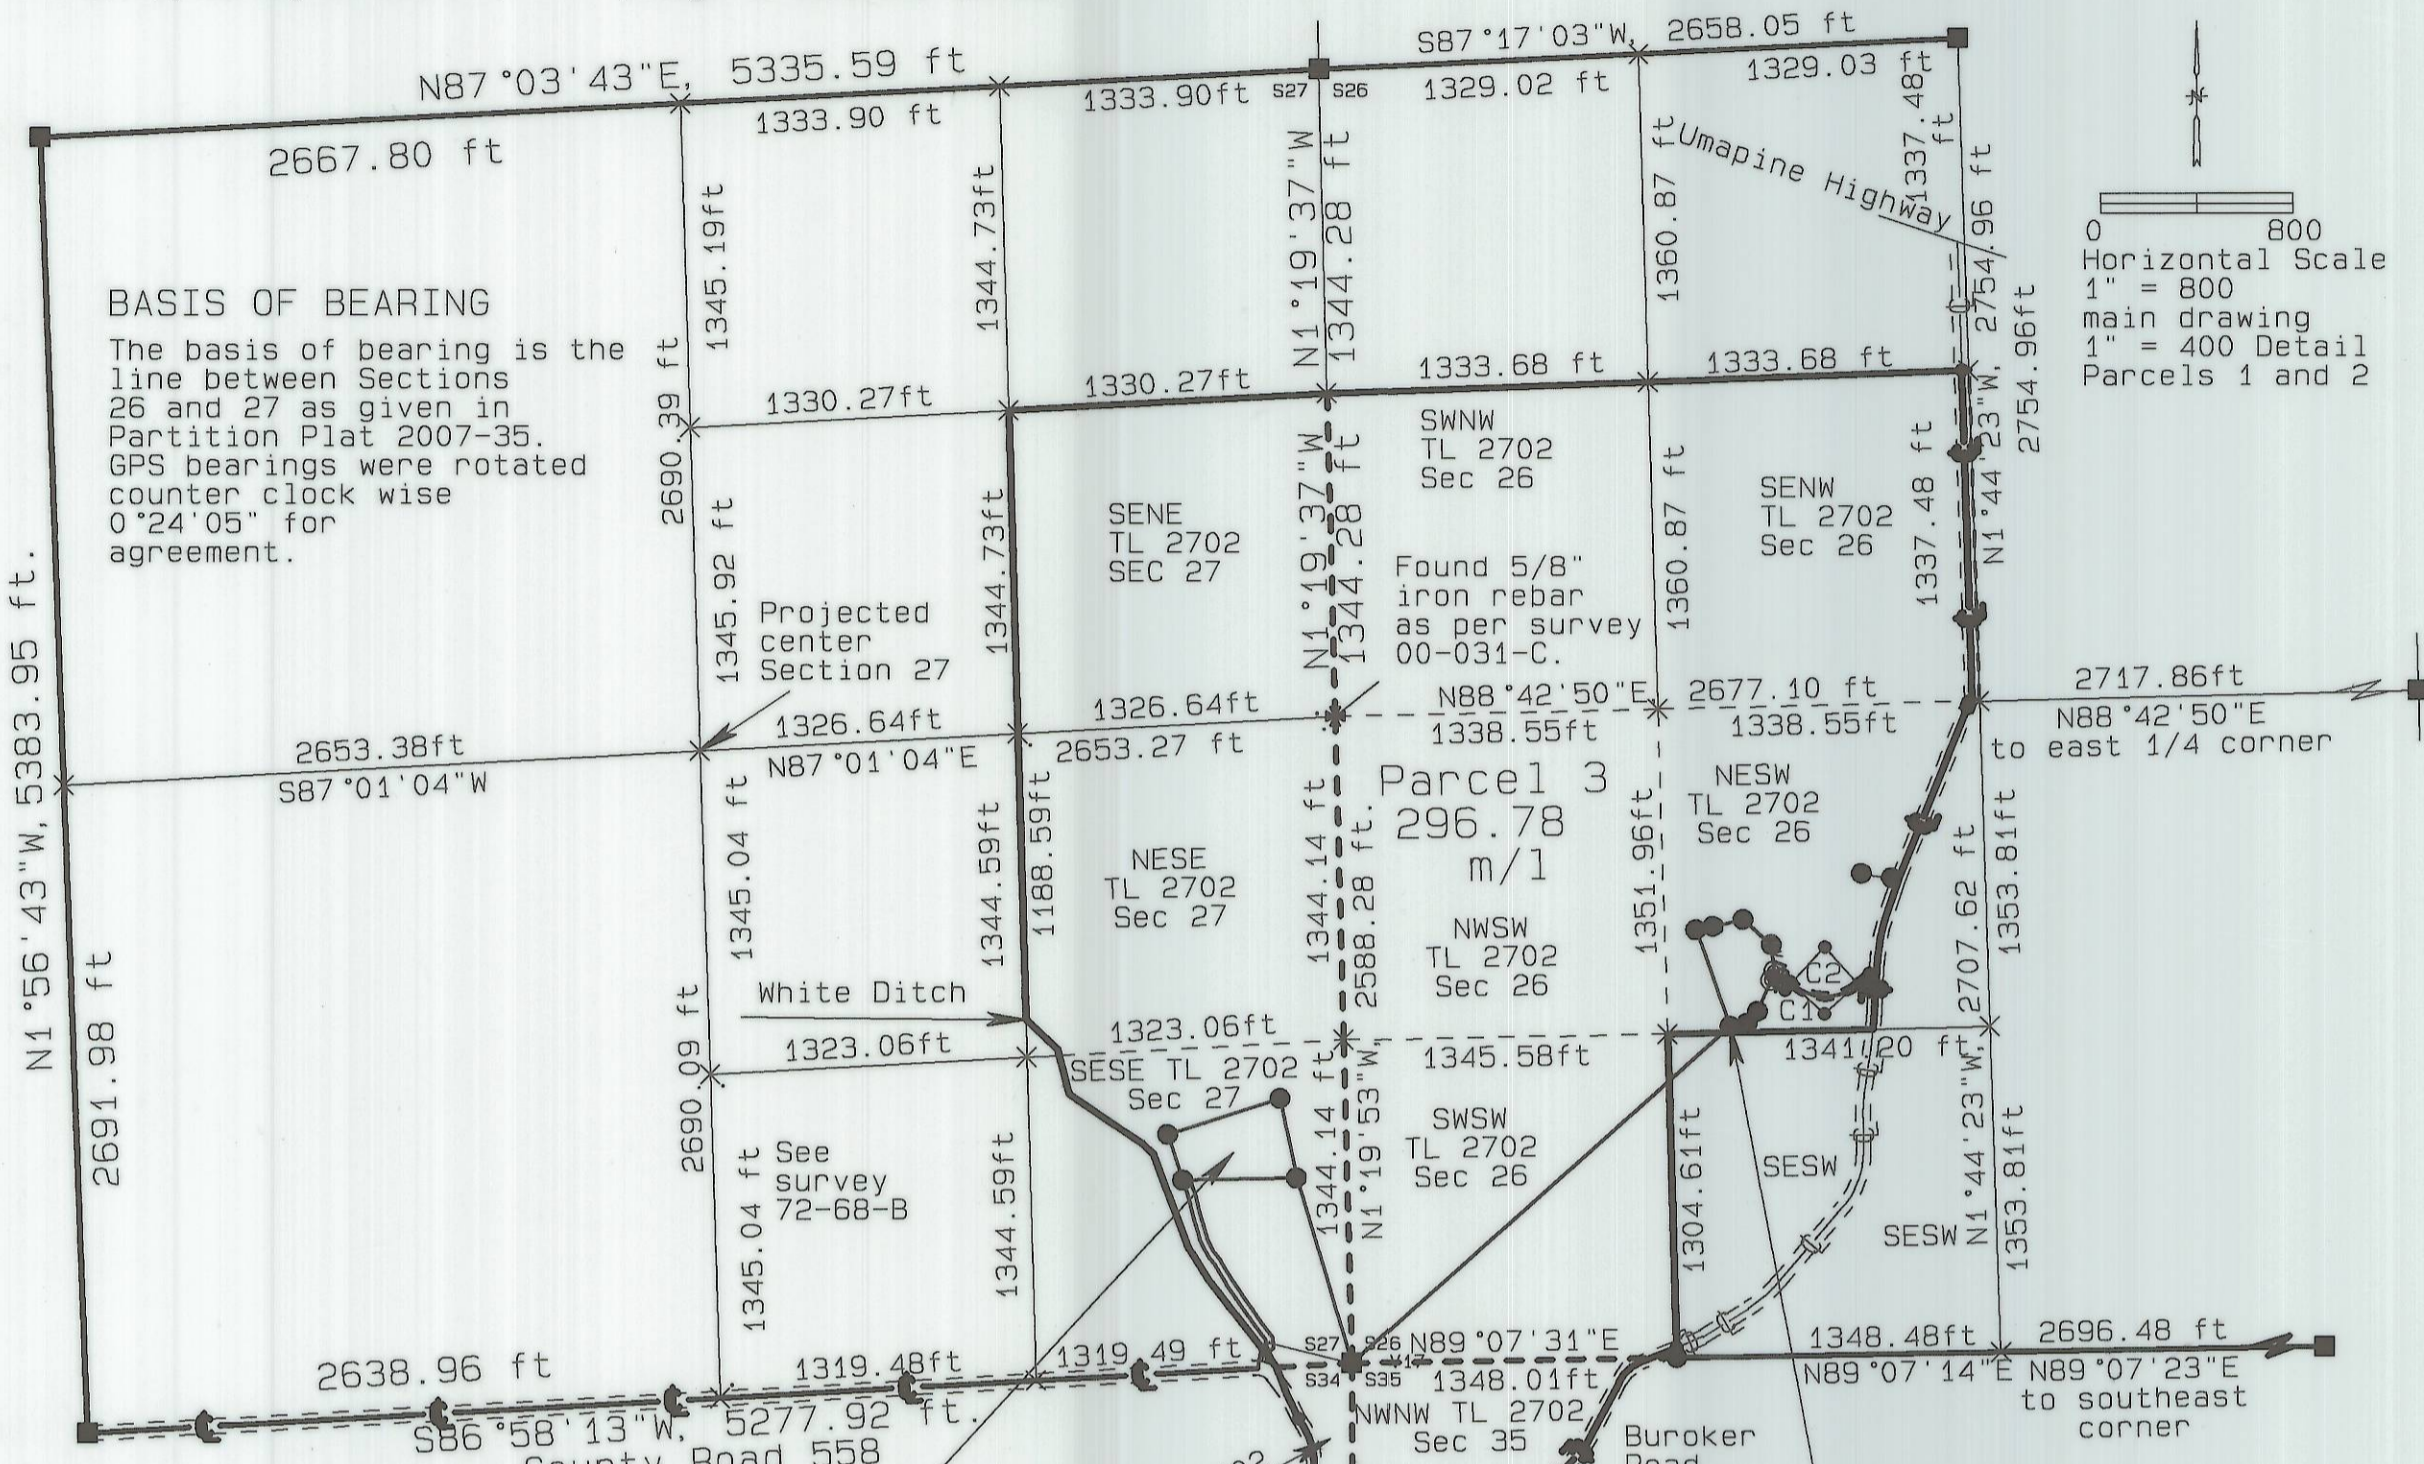 N87°03'43"E, 5335.59 ft
S87°17'03"W, 2658.05 ft
2667.80 ft
1333.90 ft
1333.90ft
S27
S26
1329.02 ft
1329.03 ft
1337.48 ft
Umapine Highway
1345.19ft
1344.73ft
N1°19'37"W
1344.28 ft
1360.87 ft
N1°44'23"W, 2754.96 ft
2754.96ft
0 800
Horizontal Scale
1" = 800
main drawing
1" = 400 Detail
Parcels 1 and 2
BASIS OF BEARING
The basis of bearing is the
line between Sections
26 and 27 as given in
Partition Plat 2007-35.
GPS bearings were rotated
counter clock wise
0°24'05" for
agreement.
2690.39 ft
1330.27ft
1330.27ft
1333.68 ft
1333.68 ft
SWNW
TL 2702
Sec 26
SENE
TL 2702
SEC 27
SENW
TL 2702
Sec 26
1345.92 ft
1344.73ft
N1°19'37"W
1344.28 ft
1360.87 ft
1337.48 ft
Found 5/8"
iron rebar
as per survey
00-031-C.
Projected
center
Section 27
N1°56'43"W, 5383.95 ft.
2653.38ft
S87°01'04"W
1326.64ft
N87°01'04"E
1326.64ft
2653.27 ft
N88°42'50"E
2677.10 ft
1338.55ft
1338.55ft
2717.86ft
N88°42'50"E
to east 1/4 corner
Parcel 3
296.78
m/l
NESW
TL 2702
Sec 26
NESE
TL 2702
Sec 27
NWSW
TL 2702
Sec 26
1345.04 ft
1344.59ft
1188.59ft
1344.14 ft
2588.28 ft.
1351.96ft
2707.62 ft
1353.81ft
C2
C1
White Ditch
2691.98 ft
2690.09 ft
1323.06ft
1323.06ft
1345.58ft
1341.20 ft
SESE TL 2702
Sec 27
SWSW
TL 2702
Sec 26
SESW
SESW
See
survey
72-68-B
1345.04 ft
1344.59ft
1344.14 ft
N1°19'53"W,
1304.61ft
N1°44'23"W,
1353.81ft
2638.96 ft
1319.48ft
1319.49 ft
S27
S26
S34
S35
N89°07'31"E
1348.01ft
1348.48ft
N89°07'14"E
2696.48 ft
N89°07'23"E
to southeast
corner
S86°58'13"W, 5277.92 ft.
County Road 558
NWNW TL 2702
Sec 35
Buroker
Road